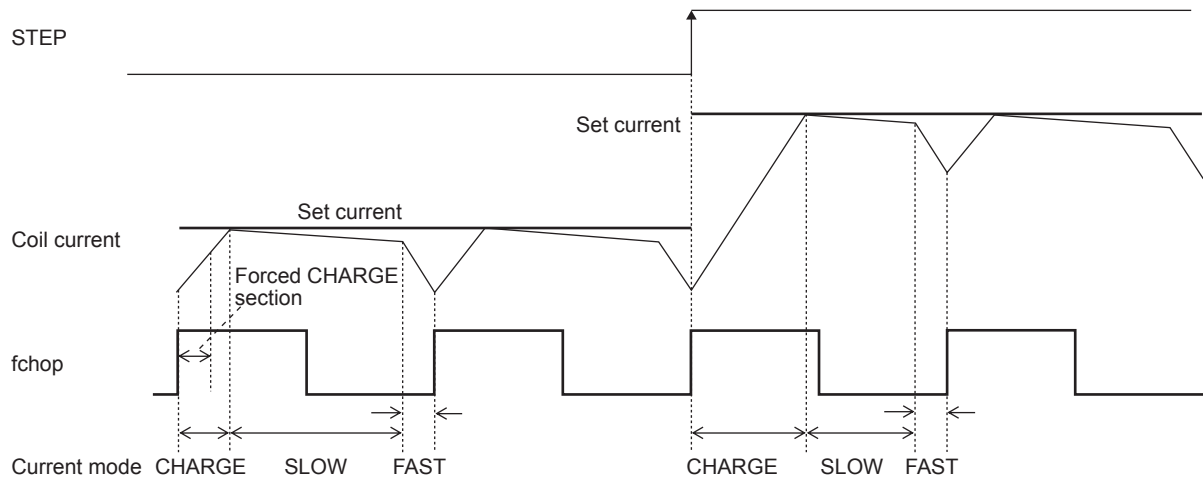 STEP
Set current
Set current
Coil current
Forced CHARGE
section
fchop
Current mode CHARGE SLOW FAST CHARGE SLOW FAST